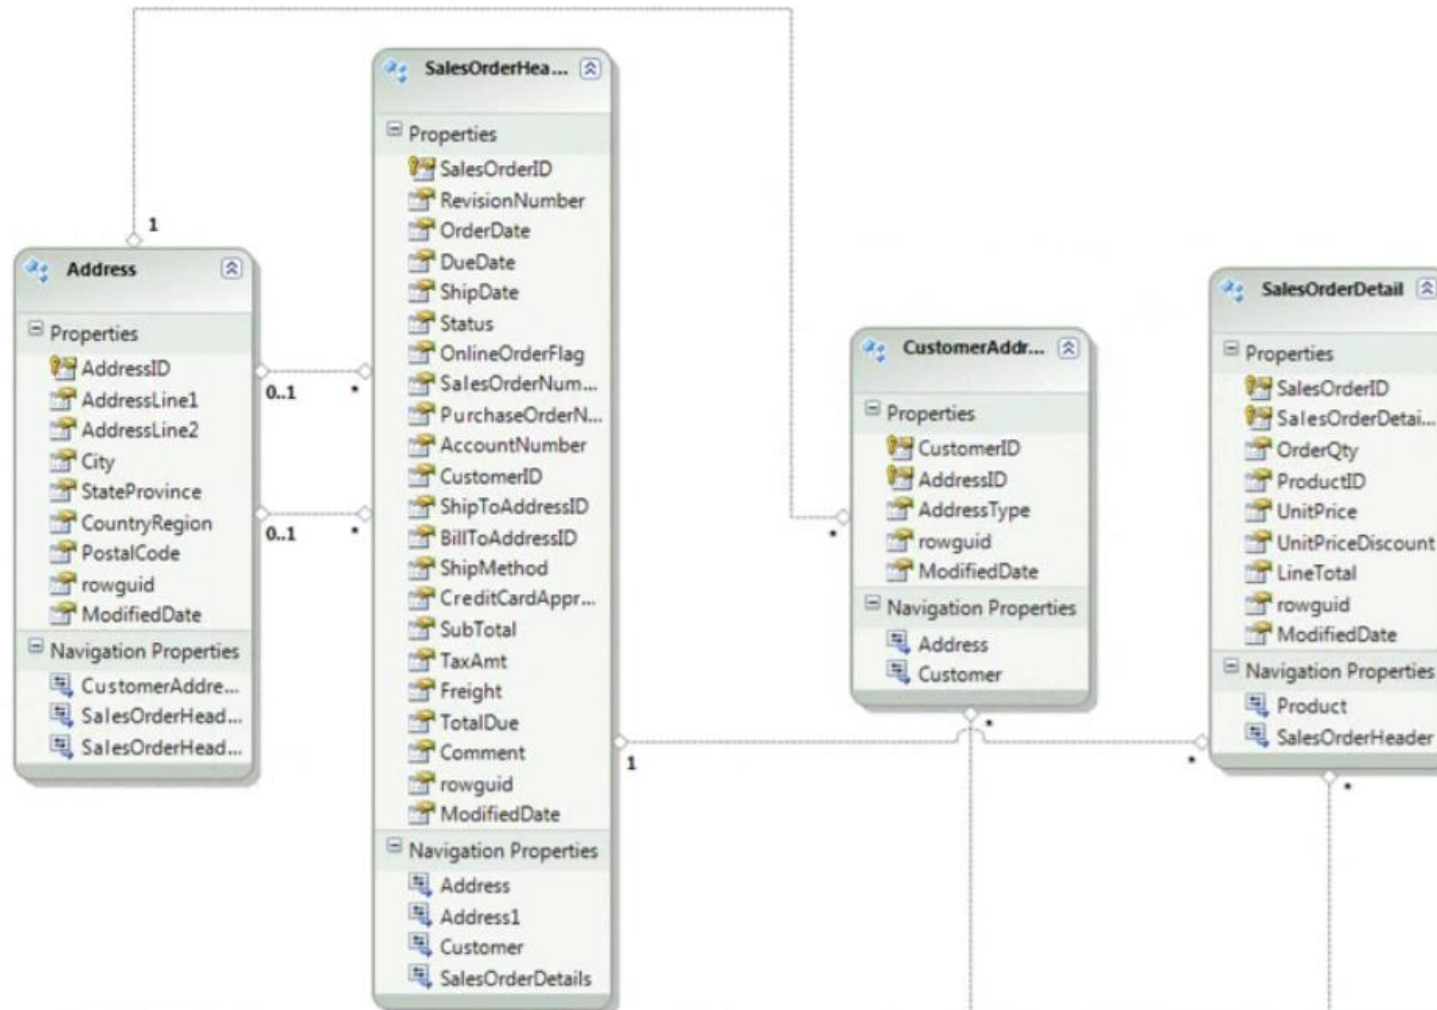 1
Address
Properties
AddressID
AddressLine1
AddressLine2
City
StateProvince
CountryRegion
PostalCode
rowguid
ModifiedDate
Navigation Properties
CustomerAddre...
SalesOrderHead...
SalesOrderHead...
0..1
*
0..1
*
SalesOrderHea...
Properties
SalesOrderID
RevisionNumber
OrderDate
DueDate
ShipDate
Status
OnlineOrderFlag
SalesOrderNum...
PurchaseOrderN...
AccountNumber
CustomerID
ShipToAddressID
BillToAddressID
ShipMethod
CreditCardAppr...
SubTotal
TaxAmt
Freight
TotalDue
Comment
rowguid
ModifiedDate
Navigation Properties
Address
Address1
Customer
SalesOrderDetails
1
*
CustomerAddr...
Properties
CustomerID
AddressID
AddressType
rowguid
ModifiedDate
Navigation Properties
Address
Customer
*
*
SalesOrderDetail
Properties
SalesOrderID
SalesOrderDetai...
OrderQty
ProductID
UnitPrice
UnitPriceDiscount
LineTotal
rowguid
ModifiedDate
Navigation Properties
Product
SalesOrderHeader
*